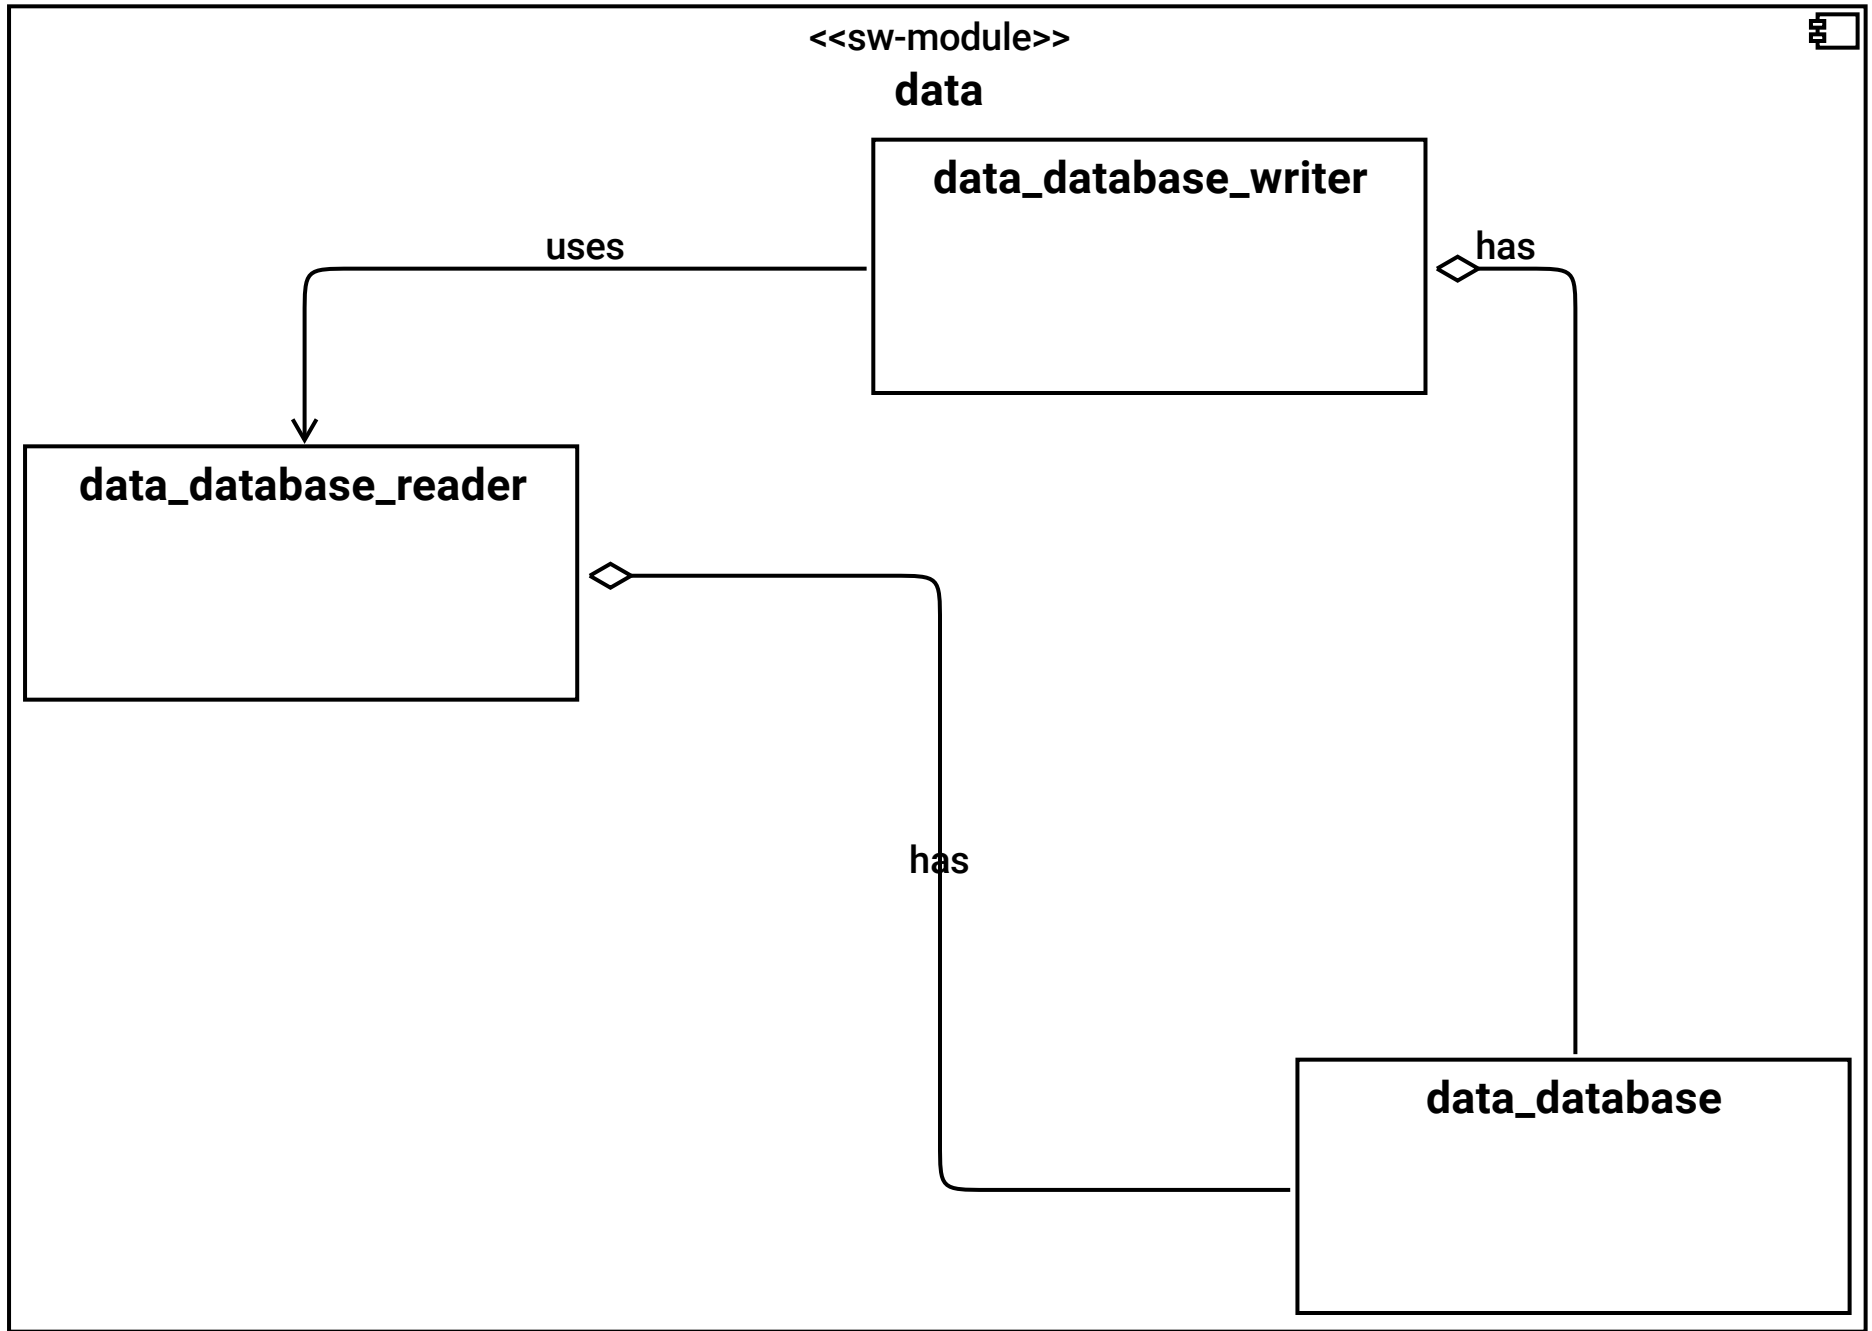 <<sw-module>>
data
data_database_writer
uses
has
data_database_reader
has
data_database